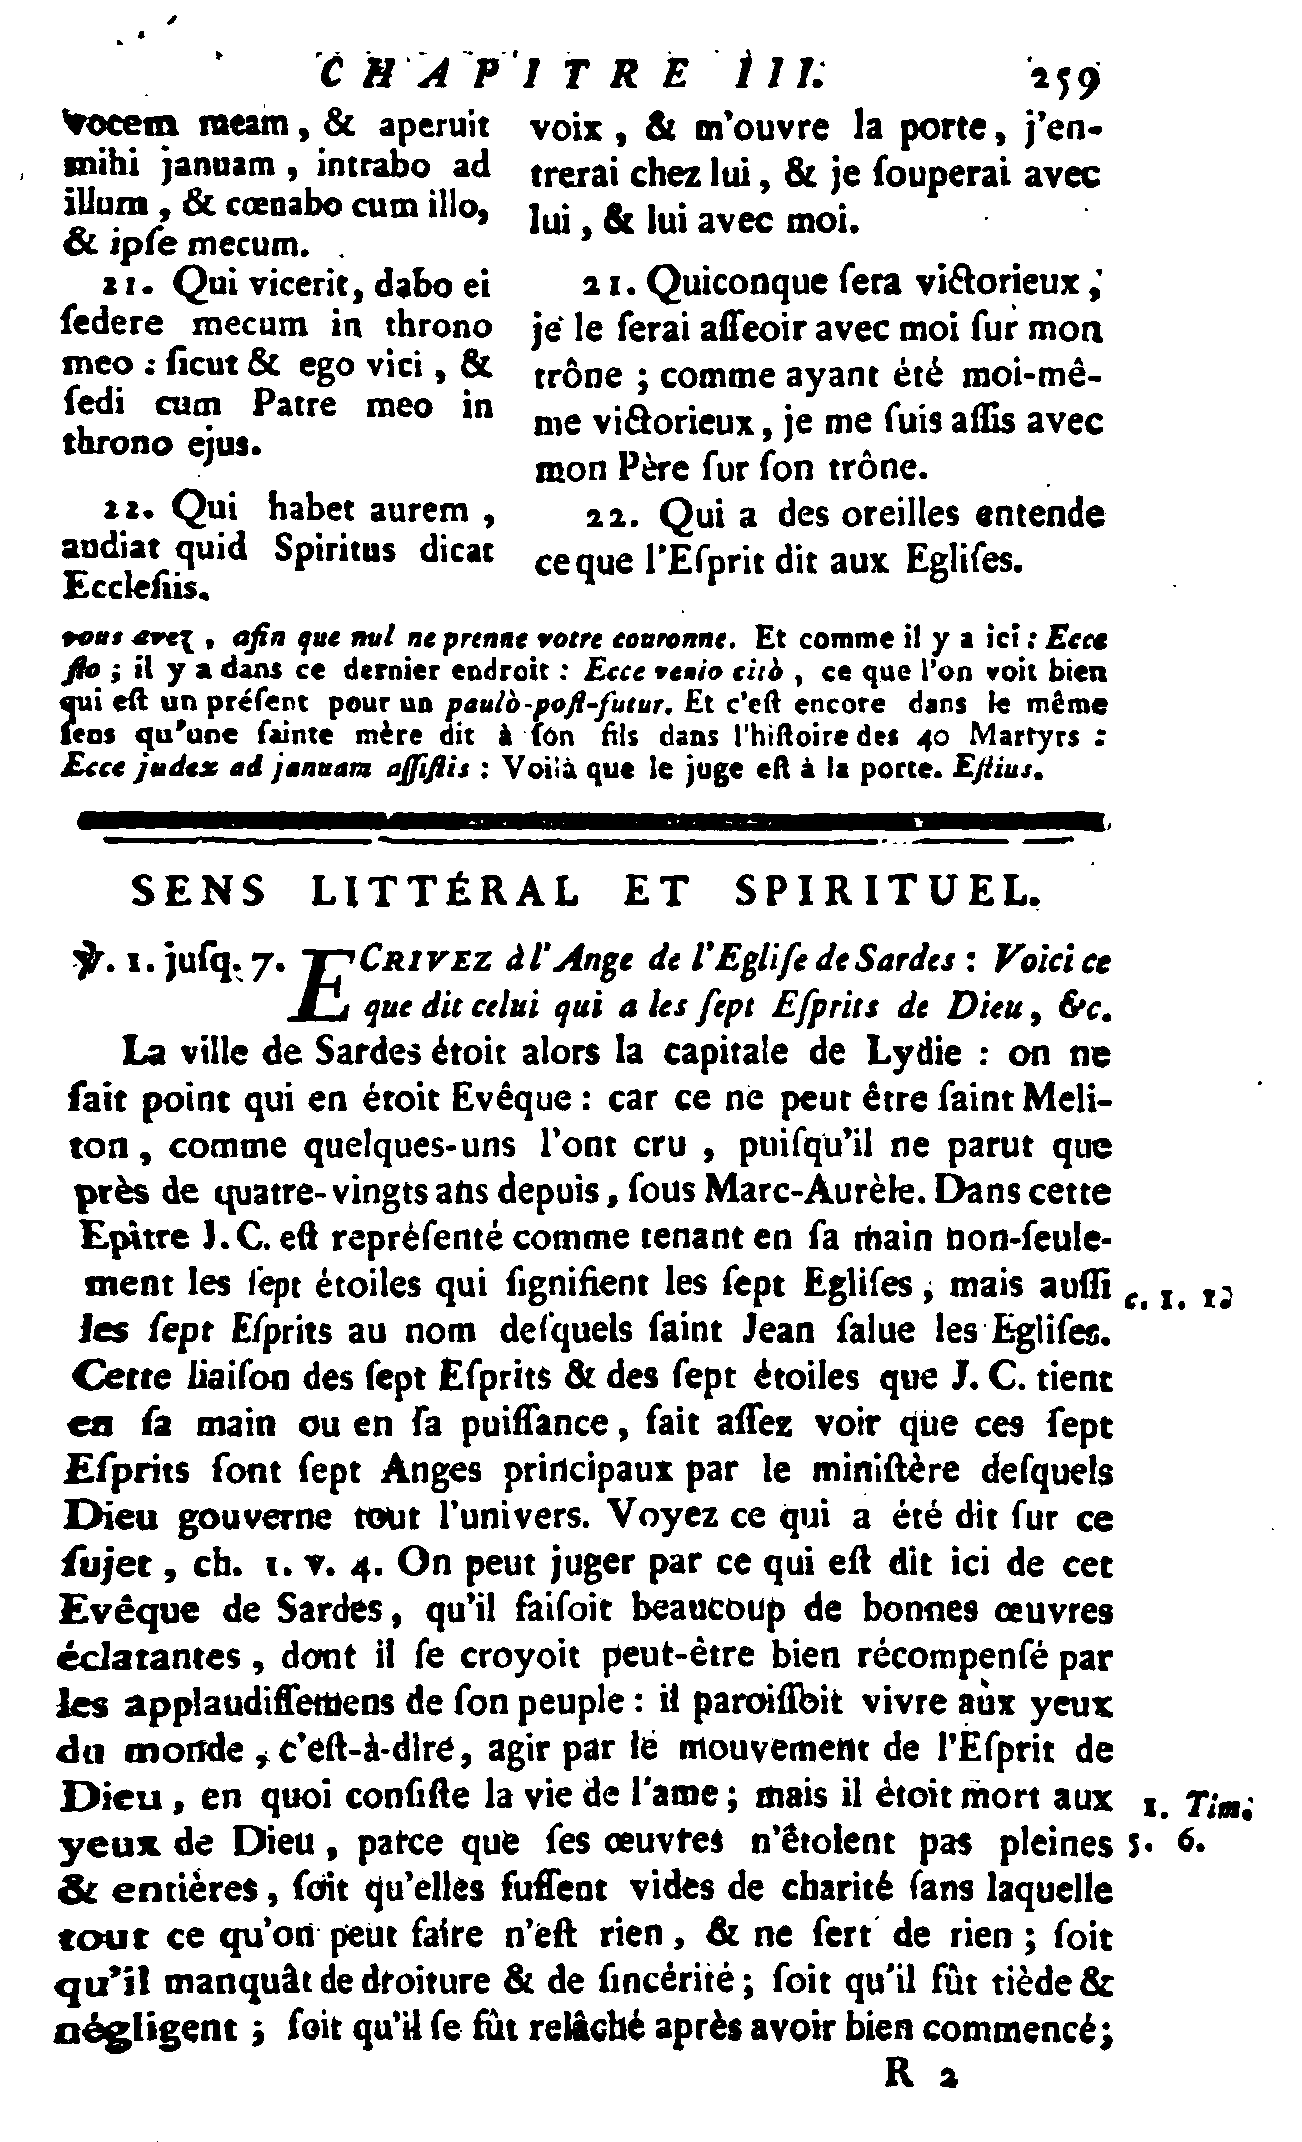 CHAPITRE III. 259
vocem meam, & aperuit
mihi januam, intrabo ad
illum, & cœnabo cum illo,
& ipſe mecum.
21. Qui vicerit, dabo ei
ſedere mecum in throno
meo : ſicut & ego vici, &
ſedi cum Patre meo in
throno ejus.
22. Qui habet aurem,
audiat quid Spiritus dicat
Eccleſiis.
voix, & m'ouvre la porte, j'en-
trerai chez lui, & je ſouperai avec
lui, & lui avec moi.
21. Quiconque ſera victorieux,
je le ferai aſſeoir avec moi ſur mon
trône ; comme ayant été moi-mê-
me victorieux, je me ſuis aſſis avec
mon Père ſur ſon trône.
22. Qui a des oreilles entende
ce que l'Eſprit dit aux Egliſes.
vous avez, afin que nul ne prenne votre couronne. Et comme il y a ici : Ecce
ſto ; il y a dans ce dernier endroit : Ecce venio citò, ce que l'on voit bien
qui eſt un préſent pour un paulò-poſt-futur. Et c'eſt encore dans le même
ſens qu'une ſainte mère dit à ſon fils dans l'hiſtoire des 40 Martyrs :
Ecce judex ad januam aſſiſtis : Voilà que le juge eſt à la porte. Eſtius.
SENS LITTÉRAL ET SPIRITUEL.
℣. 1. juſq. 7. ECRIVEZ à l'Ange de l'Egliſe de Sardes : Voici ce
que dit celui qui a les ſept Eſprits de Dieu, &c.
La ville de Sardes étoit alors la capitale de Lydie : on ne
ſait point qui en étoit Evêque : car ce ne peut être ſaint Meli-
ton, comme quelques-uns l'ont cru, puiſqu'il ne parut que
près de quatre-vingts ans depuis, ſous Marc-Aurèle. Dans cette
Epître J. C. eſt repréſenté comme tenant en ſa main non-ſeule-
ment les ſept étoiles qui ſignifient les ſept Egliſes, mais auſſi
les ſept Eſprits au nom deſquels ſaint Jean ſalue les Egliſes.
Cette liaiſon des ſept Eſprits & des ſept étoiles que J. C. tient
en ſa main ou en ſa puiſſance, fait aſſez voir que ces ſept
Eſprits ſont ſept Anges principaux par le miniſtère deſquels
Dieu gouverne tout l'univers. Voyez ce qui a été dit ſur ce
ſujet, ch. 1. v. 4. On peut juger par ce qui eſt dit ici de cet
Evêque de Sardes, qu'il faiſoit beaucoup de bonnes œuvres
éclatantes, dont il ſe croyoit peut-être bien récompenſé par
les applaudiſſemens de ſon peuple : il paroiſſoit vivre aux yeux
du monde, c'eſt-à-dire, agir par le mouvement de l'Eſprit de
Dieu, en quoi conſiſte la vie de l'ame ; mais il étoit mort aux
yeux de Dieu, parce que ſes œuvres n'étoient pas pleines
& entières, ſoit qu'elles fuſſent vides de charité ſans laquelle
tout ce qu'on peut faire n'eſt rien, & ne ſert de rien ; ſoit
qu'il manquât de droiture & de ſincérité ; ſoit qu'il fût tiède &
négligent ; ſoit qu'il ſe fût relâché après avoir bien commencé ;
c. 1.
1. Tim.
5. 6.
R 2